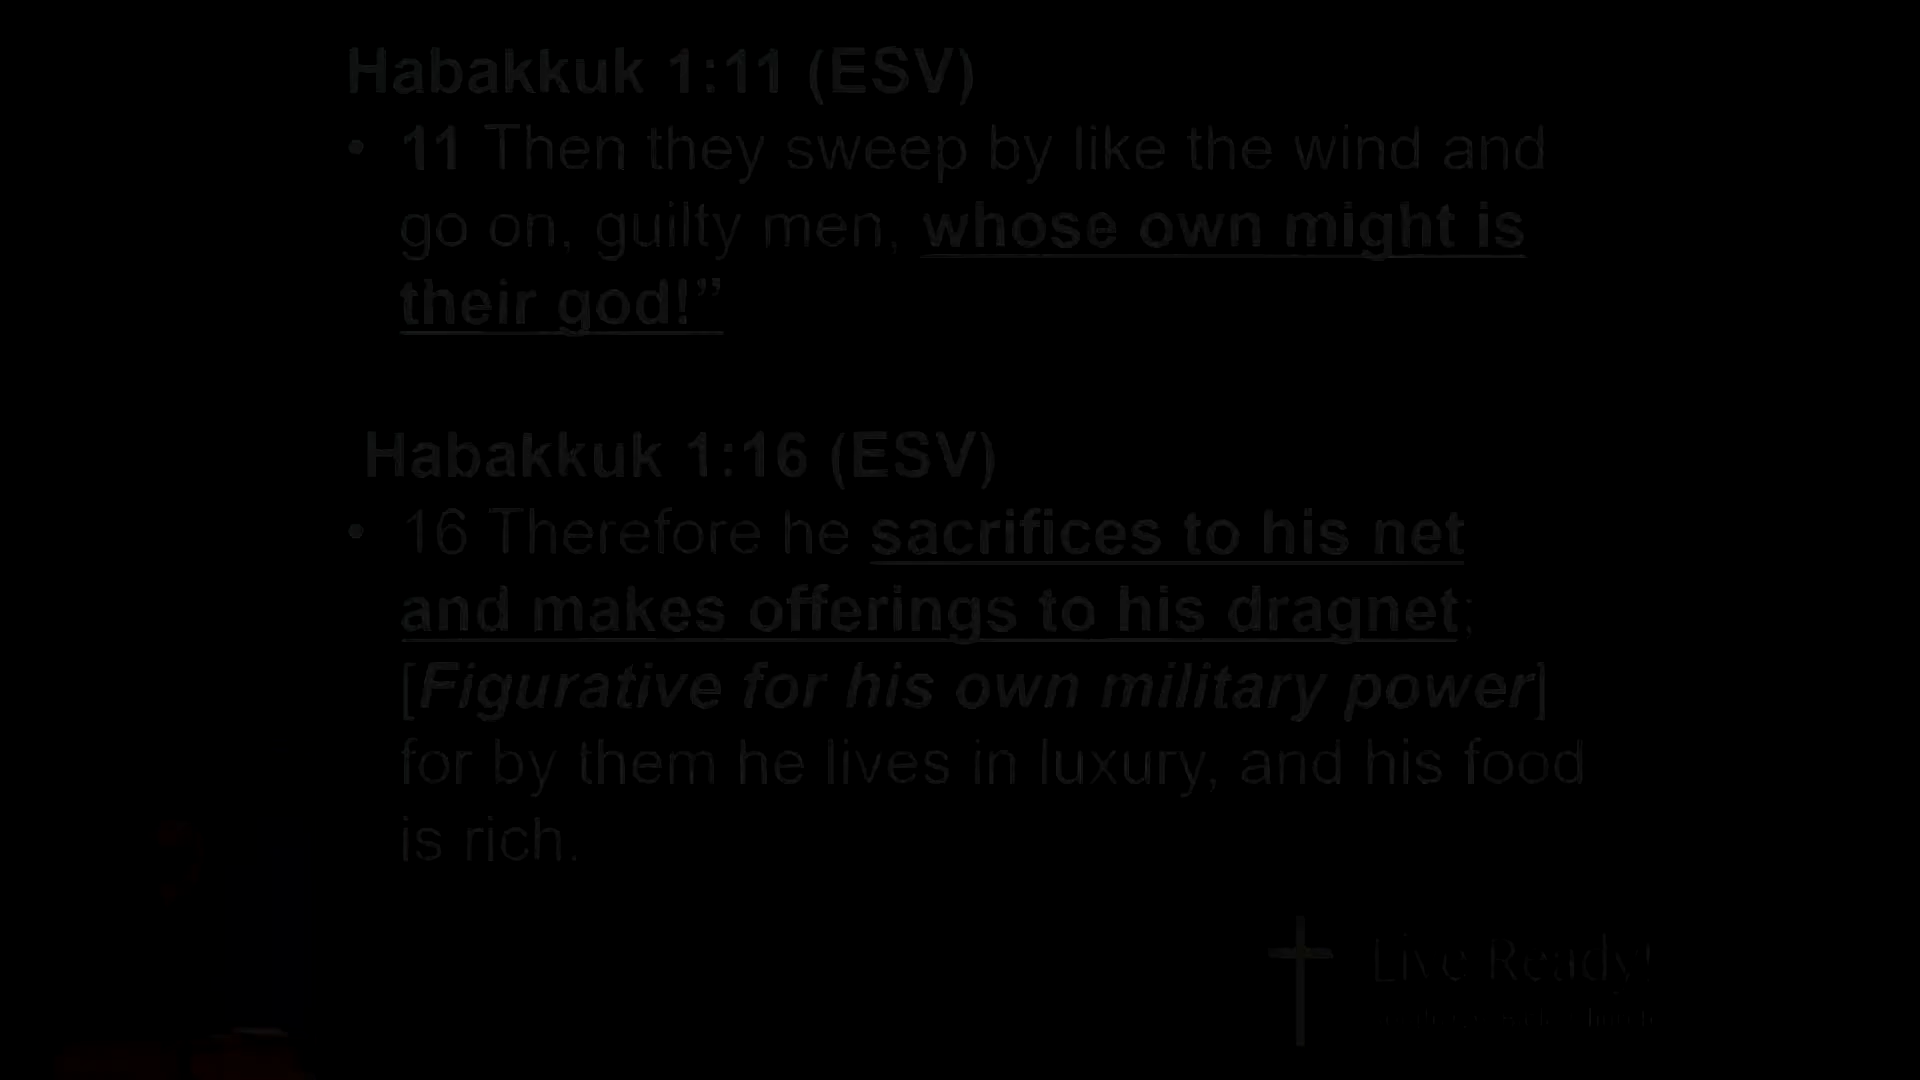 Habakkuk 1:11 (ESV)
• 11 Then they sweep by like the wind and
go on, guilty men, whose own might is
their god!”
Habakkuk 1:16 (ESV)
• 16 Therefore he sacrifices to his net
and makes offerings to his dragnet;
[Figurative for his own military power]
for by them he lives in luxury, and his food
is rich.
Live Ready!